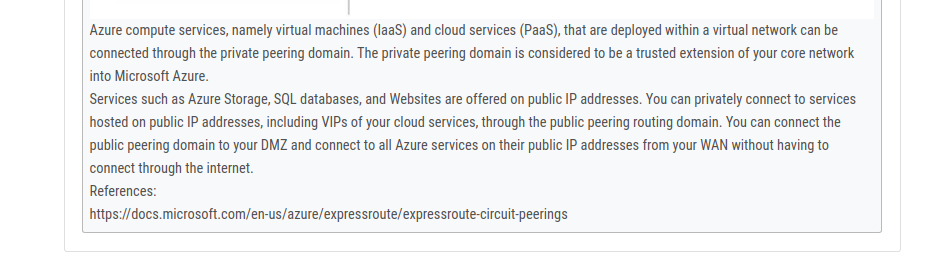 Azure compute services, namely virtual machines (IaaS) and cloud services (PaaS), that are deployed within a virtual network can be
connected through the private peering domain. The private peering domain is considered to be a trusted extension of your core network
into Microsoft Azure.
Services such as Azure Storage, SQL databases, and Websites are offered on public IP addresses. You can privately connect to services
hosted on public IP addresses, including VIPs of your cloud services, through the public peering routing domain. You can connect the
public peering domain to your DMZ and connect to all Azure services on their public IP addresses from your WAN without having to
connect through the internet.
References:
https://docs.microsoft.com/en-us/azure/expressroute/expressroute-circuit-peerings